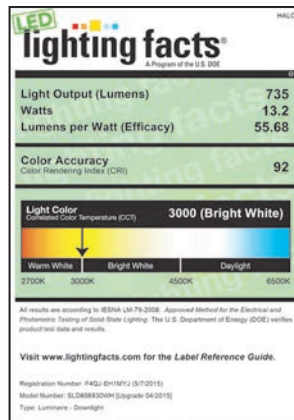 LED
HALO
lighting facts®
A Program of the U.S. DOE
G
Light Output (Lumens) 735
Watts 13.2
Lumens per Watt (Efficacy) 55.68
Color Accuracy
Color Rendering Index (CRI) 92
Light Color
Correlated Color Temperature (CCT) 3000 (Bright White)
Warm White Bright White Daylight
2700K 3000K 4500K 6500K
All results are according to IESNA LM-79-2008: Approved Method for the Electrical and
Photometric Testing of Solid-State Lighting. The U.S. Department of Energy (DOE) verifies
product test data and results.
Visit www.lightingfacts.com for the Label Reference Guide.
Registration Number: (5/7/2015)
Model Number: SLD606930WH [Upgrade 04/2015]
Type: Luminaire - Downlight